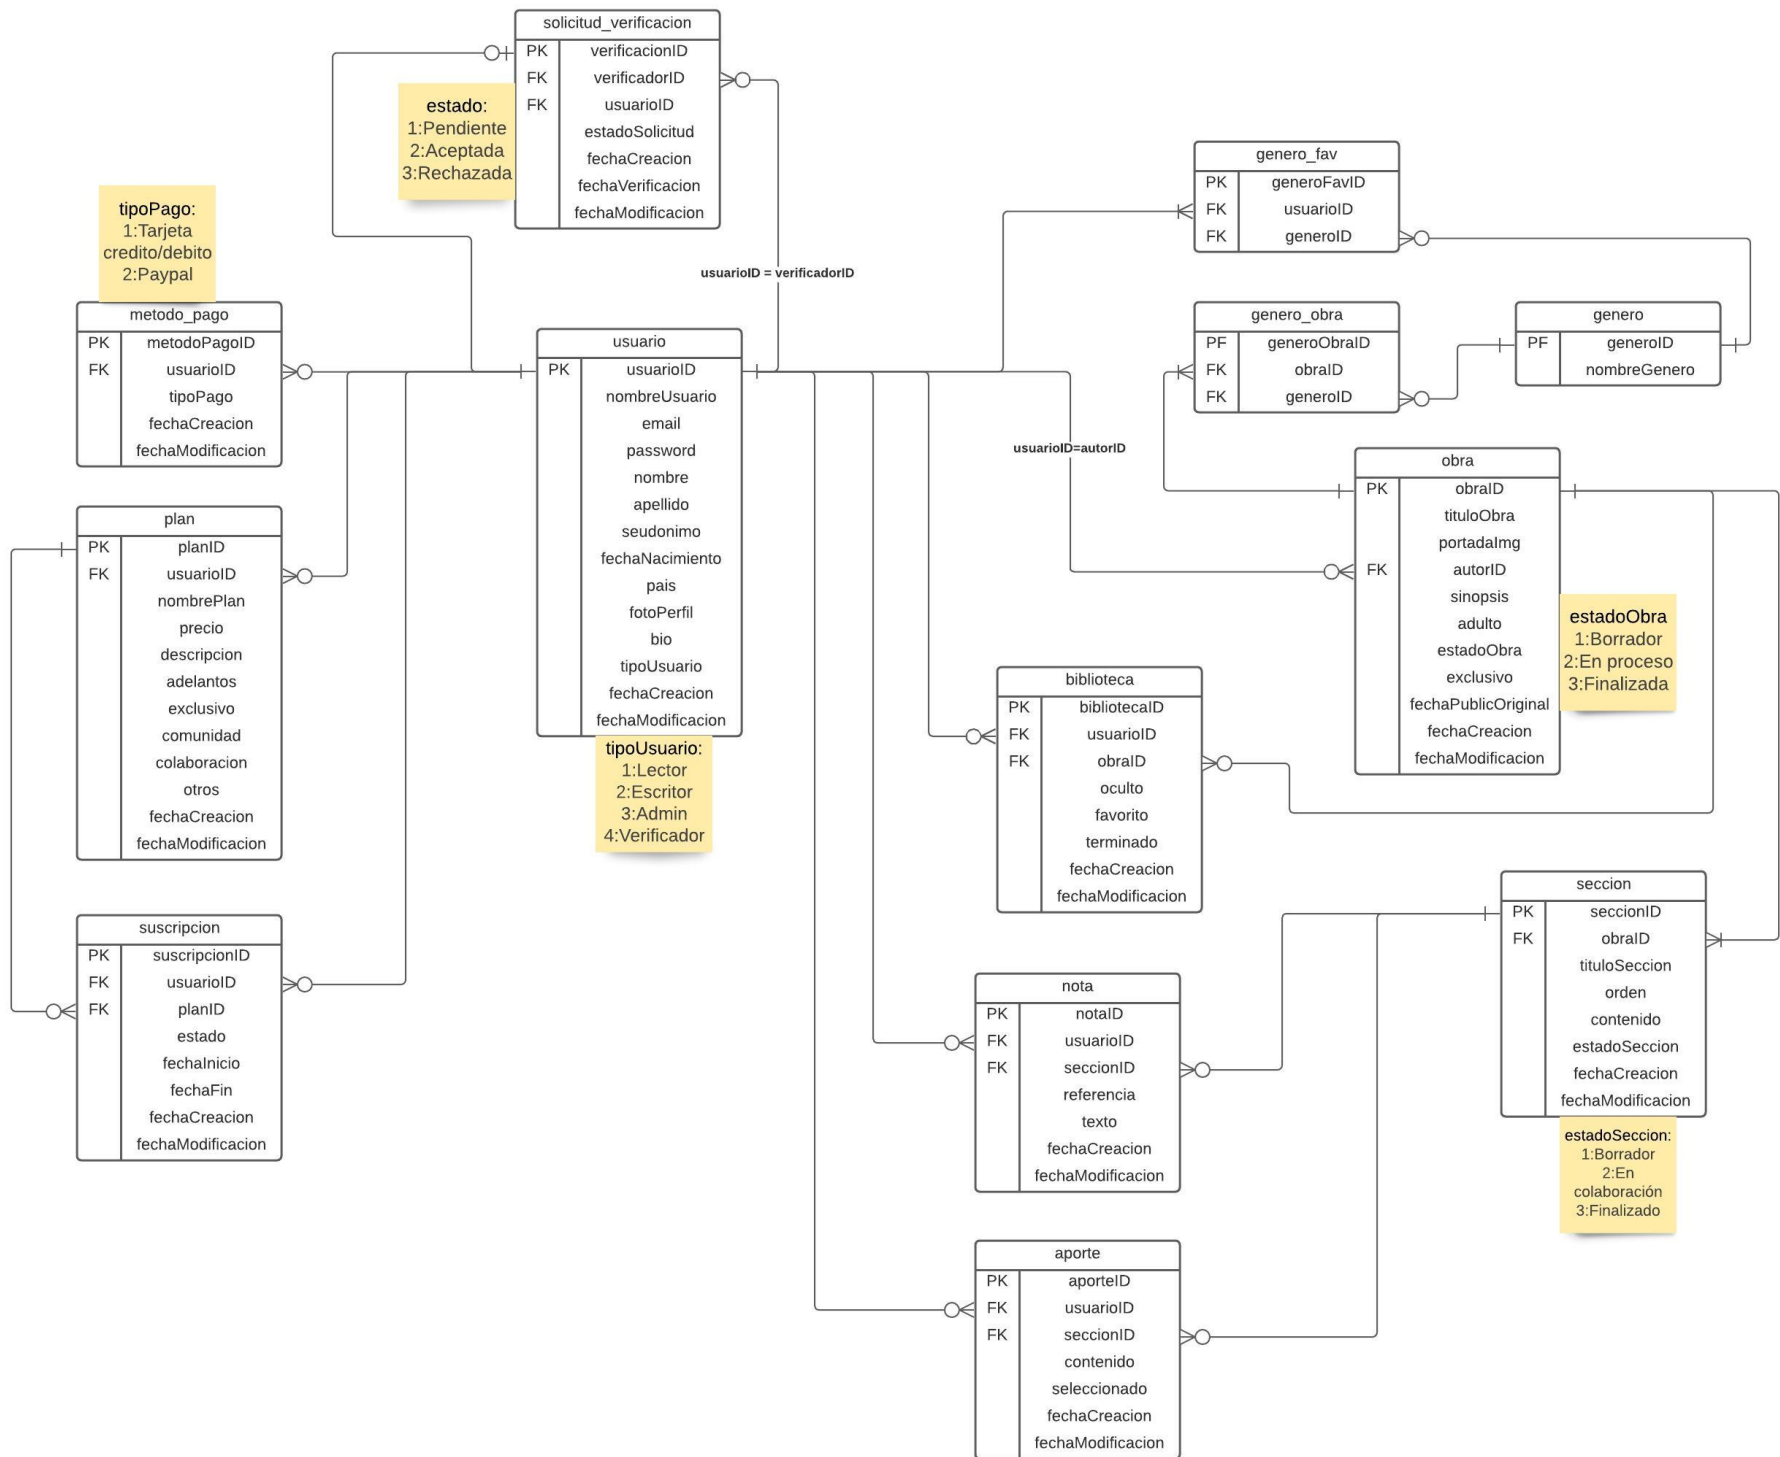 solicitud_verificacion
PK verificacionID
FK verificadorID
FK usuarioID
estadoSolicitud
fechaCreacion
fechaVerificacion
fechaModificacion
estado:
1:Pendiente
2:Aceptada
3:Rechazada
usuarioID = verificadorID
tipoPago:
1:Tarjeta
credito/debito
2:Paypal
metodo_pago
PK metodoPagoID
FK usuarioID
tipoPago
fechaCreacion
fechaModificacion
plan
PK planID
FK usuarioID
nombrePlan
precio
descripcion
adelantos
exclusivo
comunidad
colaboracion
otros
fechaCreacion
fechaModificacion
suscripcion
PK suscripcionID
FK usuarioID
FK planID
estado
fechaInicio
fechaFin
fechaCreacion
fechaModificacion
usuario
PK usuarioID
nombreUsuario
email
password
nombre
apellido
seudonimo
fechaNacimiento
pais
fotoPerfil
bio
tipoUsuario
fechaCreacion
fechaModificacion
tipoUsuario:
1:Lector
2:Escritor
3:Admin
4:Verificador
genero_fav
PK generoFavID
FK usuarioID
FK generoID
genero_obra
PF generoObraID
FK obraID
FK generoID
genero
PF generoID
nombreGenero
usuarioID=autorID
obra
PK obraID
tituloObra
portadaImg
FK autorID
sinopsis
adulto
estadoObra
exclusivo
fechaPublicOriginal
fechaCreacion
fechaModificacion
estadoObra
1:Borrador
2:En proceso
3:Finalizada
biblioteca
PK bibliotecaID
FK usuarioID
FK obraID
oculto
favorito
terminado
fechaCreacion
fechaModificacion
seccion
PK seccionID
FK obraID
tituloSeccion
orden
contenido
estadoSeccion
fechaCreacion
fechaModificacion
estadoSeccion:
1:Borrador
2:En
colaboración
3:Finalizado
nota
PK notaID
FK usuarioID
FK seccionID
referencia
texto
fechaCreacion
fechaModificacion
aporte
PK aporteID
FK usuarioID
FK seccionID
contenido
seleccionado
fechaCreacion
fechaModificacion